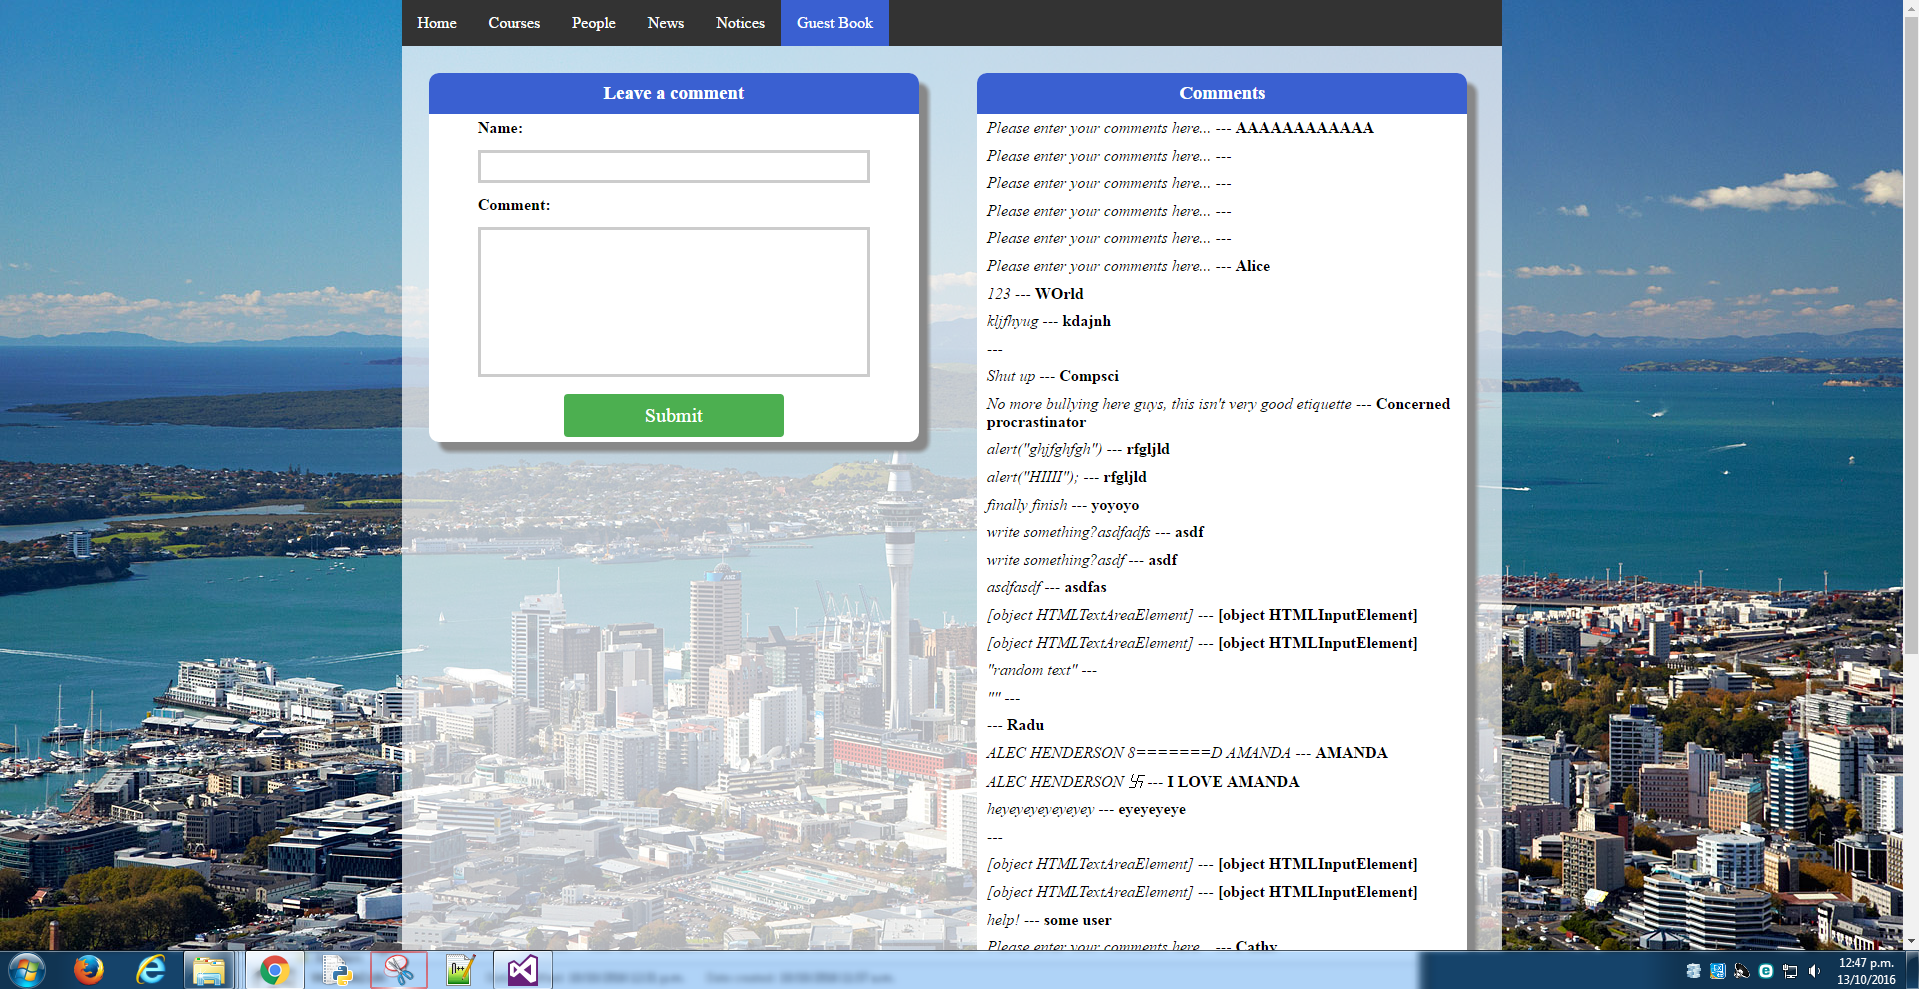 Home Courses People News Notices Guest Book
Leave a comment
Name:
Comment:
Submit
Comments
Please enter your comments here... --- AAAAAAAAAAAA
Please enter your comments here... ---
Please enter your comments here... ---
Please enter your comments here... ---
Please enter your comments here... ---
Please enter your comments here... --- Alice
123 --- WOrld
kljfhyug --- kdajnh
---
Shut up --- Compsci
No more bullying here guys, this isn't very good etiquette --- Concerned
procrastinator
alert("ghjfghfgh") --- rfgljld
alert("HIIII"); --- rfgljld
finally finish --- yoyoyo
write something?asdfadfs --- asdf
write something?asdf --- asdf
asdfasdf --- asdfas
[object HTMLTextAreaElement] --- [object HTMLInputElement]
[object HTMLTextAreaElement] --- [object HTMLInputElement]
"random text" ---
"" ---
--- Radu
ALEC HENDERSON 8=======D AMANDA --- AMANDA
ALEC HENDERSON 卐 --- I LOVE AMANDA
heyeyeyeyeyey --- eyeyeyeye
---
[object HTMLTextAreaElement] --- [object HTMLInputElement]
[object HTMLTextAreaElement] --- [object HTMLInputElement]
help! --- some user
Please enter your comments here... --- Cathy
12:47 p.m.
13/10/2016